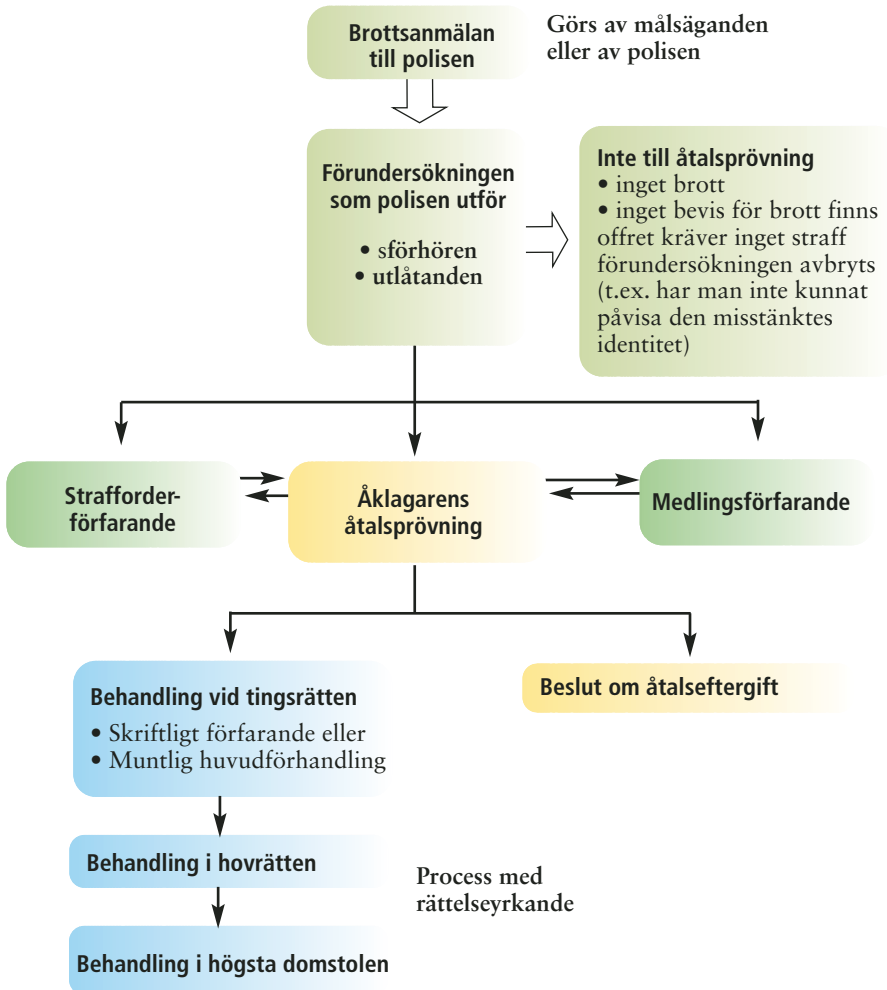 Brottsanmälan
till polisen
Görs av målsäganden
eller av polisen
Förundersökningen
som polisen utför
• sförhören
• utlåtanden
Inte till åtalsprövning
• inget brott
• inget bevis för brott finns
offret kräver inget straff
förundersökningen avbryts
(t.ex. har man inte kunnat
påvisa den misstänktes
identitet)
Strafforder-
förfarande
Åklagarens
åtalsprövning
Medlingsförfarande
Behandling vid tingsrätten
• Skriftligt förfarande eller
• Muntlig huvudförhandling
Beslut om åtalseftergift
Behandling i hovrätten
Process med
rättelseyrkande
Behandling i högsta domstolen